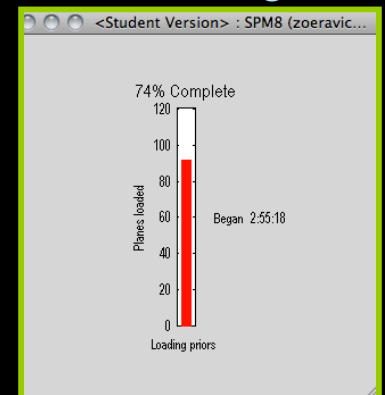 <Student Version> : SPM8 (zoeravic...
74% Complete
120
100
80
60
40
20
0
Planes loaded
Began 2:55:18
Loading priors